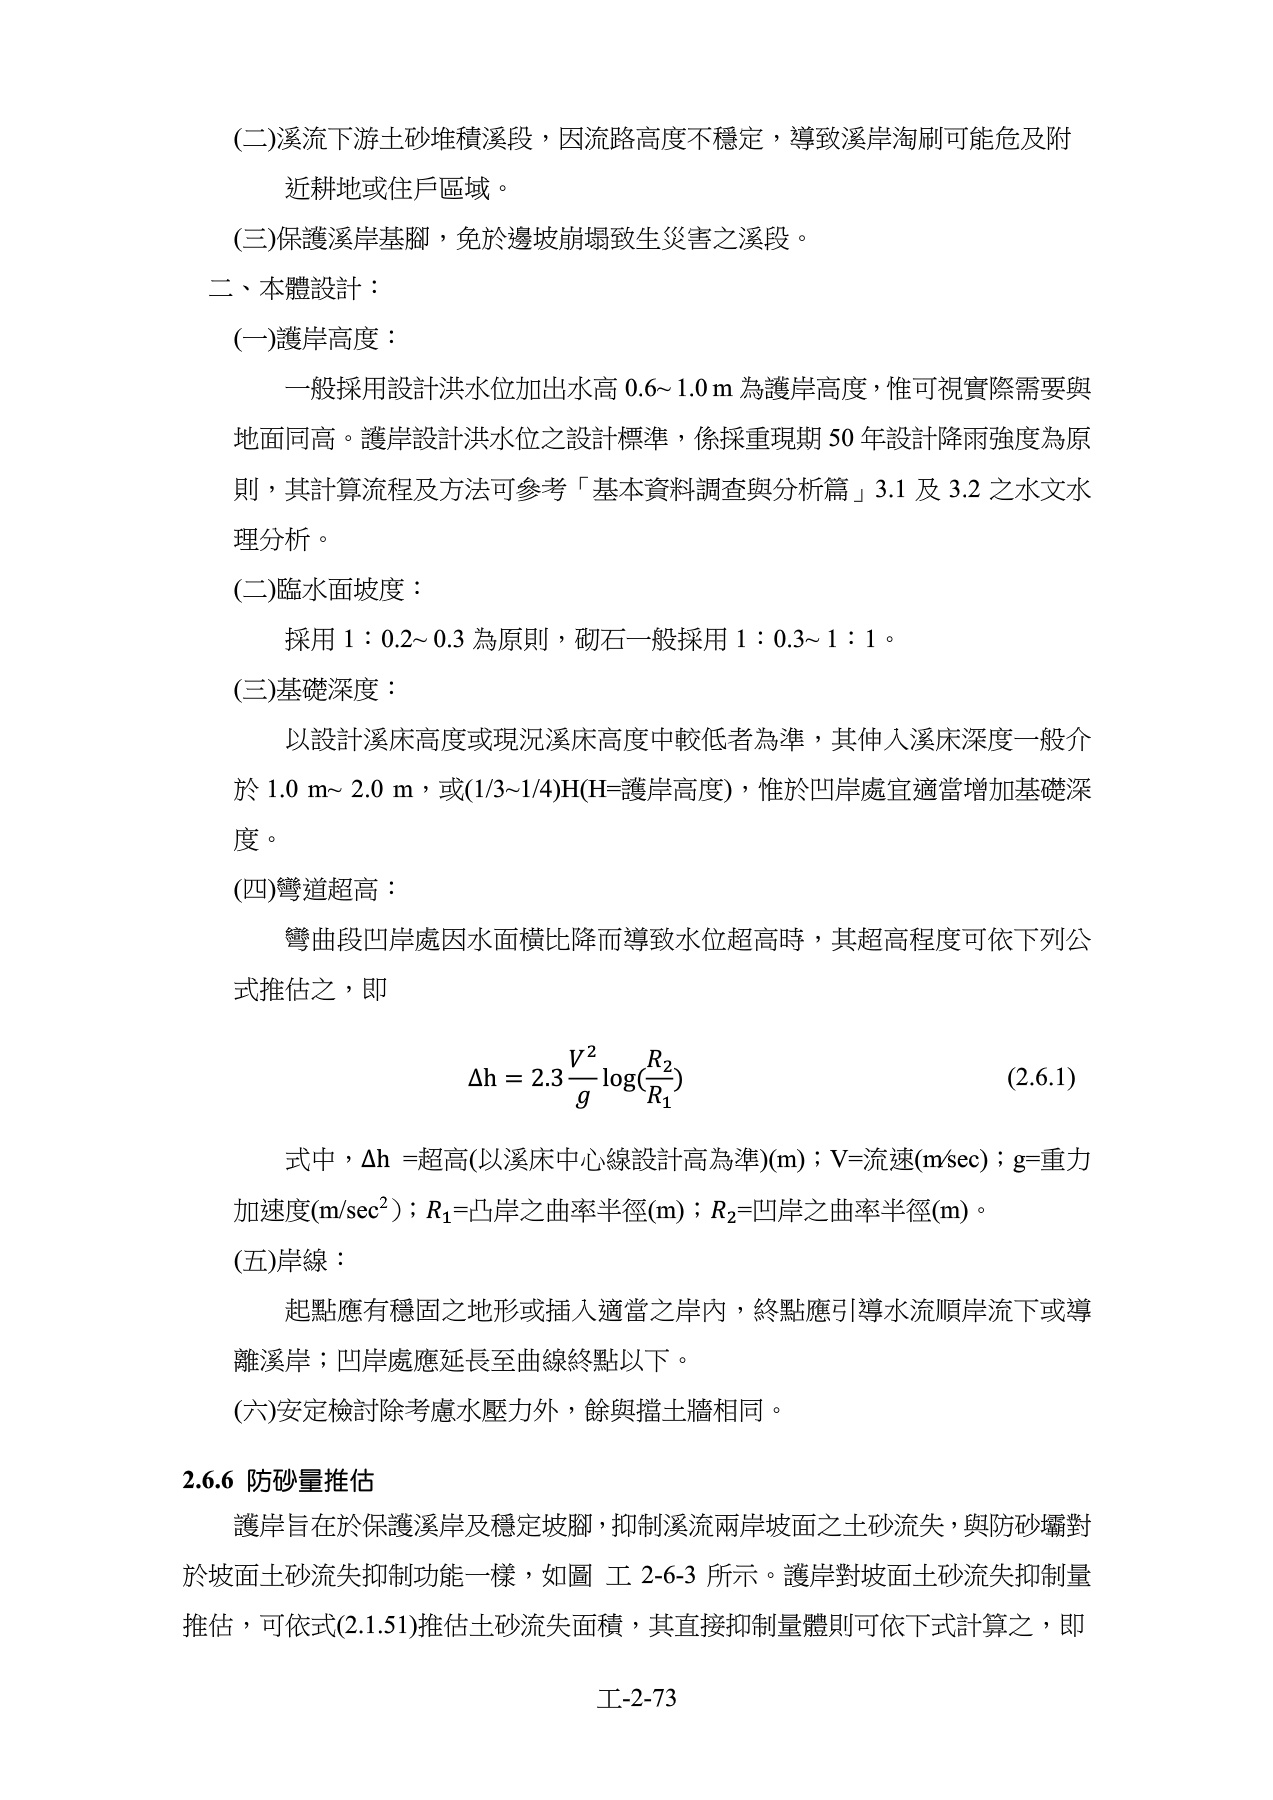 (二)溪流下游土砂堆積溪段，因流路高度不穩定，導致溪岸淘刷可能危及附
近耕地或住戶區域。
(三)保護溪岸基腳，免於邊坡崩塌致生災害之溪段。
二、本體設計：
(一)護岸高度：
一般採用設計洪水位加出水高 0.6~ 1.0 m 為護岸高度，惟可視實際需要與
地面同高。護岸設計洪水位之設計標準，係採重現期 50 年設計降雨強度為原
則，其計算流程及方法可參考「基本資料調查與分析篇」3.1 及 3.2 之水文水
理分析。
(二)臨水面坡度：
採用 1：0.2~ 0.3 為原則，砌石一般採用 1：0.3~ 1：1。
(三)基礎深度：
以設計溪床高度或現況溪床高度中較低者為準，其伸入溪床深度一般介
於 1.0 m~ 2.0 m，或(1/3~1/4)H(H=護岸高度)，惟於凹岸處宜適當增加基礎深
度。
(四)彎道超高：
彎曲段凹岸處因水面橫比降而導致水位超高時，其超高程度可依下列公
式推估之，即
Δh = 2.3 V²/g log(R₂/R₁) (2.6.1)
式中，Δh =超高(以溪床中心線設計高為準)(m)；V=流速(m/sec)；g=重力
加速度(m/sec²)；R₁=凸岸之曲率半徑(m)；R₂=凹岸之曲率半徑(m)。
(五)岸線：
起點應有穩固之地形或插入適當之岸內，終點應引導水流順岸流下或導
離溪岸；凹岸處應延長至曲線終點以下。
(六)安定檢討除考慮水壓力外，餘與擋土牆相同。
2.6.6 防砂量推估
護岸旨在於保護溪岸及穩定坡腳，抑制溪流兩岸坡面之土砂流失，與防砂壩對
於坡面土砂流失抑制功能一樣，如圖 工 2-6-3 所示。護岸對坡面土砂流失抑制量
推估，可依式(2.1.51)推估土砂流失面積，其直接抑制量體則可依下式計算之，即
工-2-73